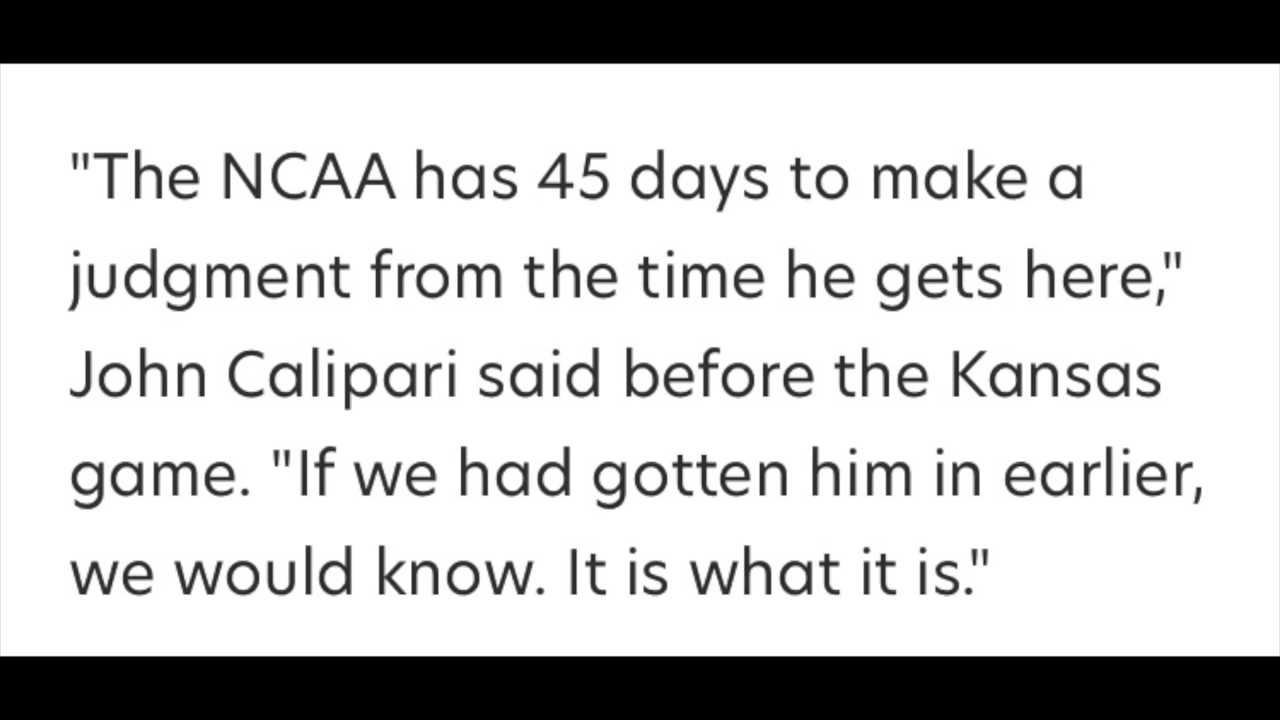 "The NCAA has 45 days to make a
judgment from the time he gets here,"
John Calipari said before the Kansas
game. "If we had gotten him in earlier,
we would know. It is what it is."